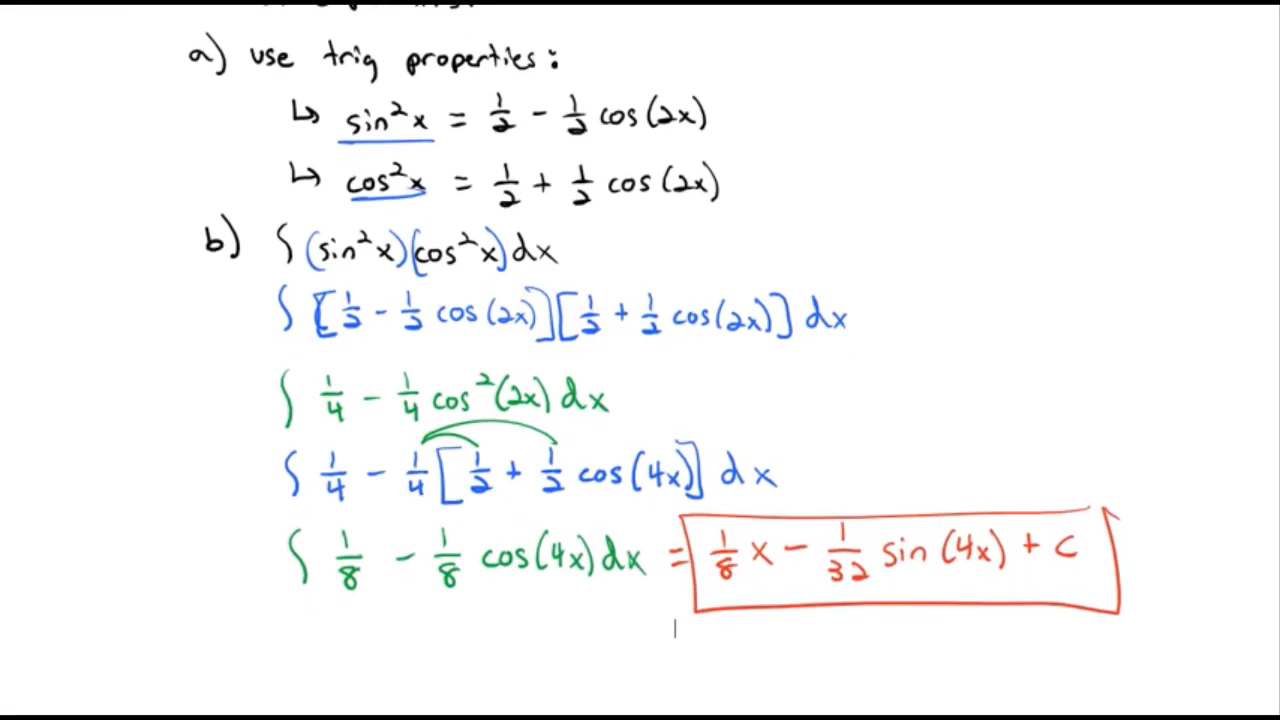 a) use trig properties:
↳ sin²x = 1/2 - 1/2 cos(2x)
↳ cos²x = 1/2 + 1/2 cos(2x)
b) ∫(sin²x)(cos²x)dx
∫[1/2 - 1/2 cos(2x)][1/2 + 1/2 cos(2x)]dx
∫ 1/4 - 1/4 cos²(2x)dx
∫ 1/4 - 1/4[1/2 + 1/2 cos(4x)]dx
∫ 1/8 - 1/8 cos(4x)dx = 1/8 x - 1/32 sin(4x) + c